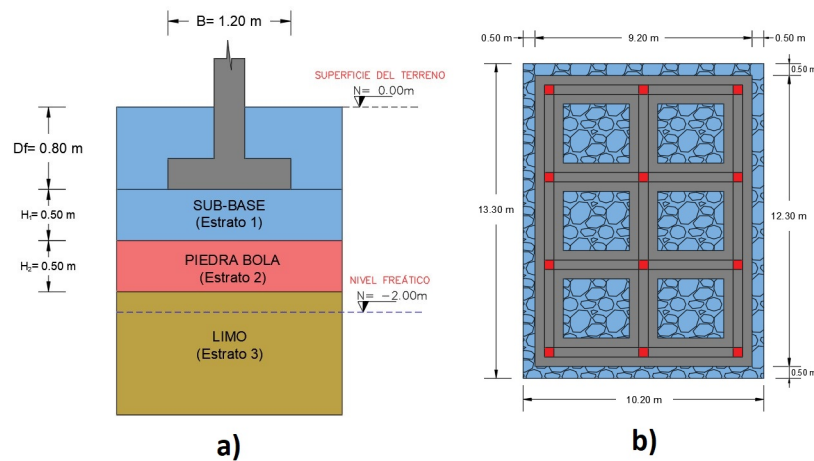 B= 1.20 m
SUPERFICIE DEL TERRENO
N= 0.00m
Df= 0.80 m
SUB-BASE
(Estrato 1)
H₁= 0.50 m
PIEDRA BOLA
(Estrato 2)
H₂= 0.50 m
NIVEL FREÁTICO
N= -2.00m
LIMO
(Estrato 3)
a)
0.50 m
9.20 m
0.50 m
0.50 m
13.30 m
12.30 m
0.50 m
10.20 m
b)